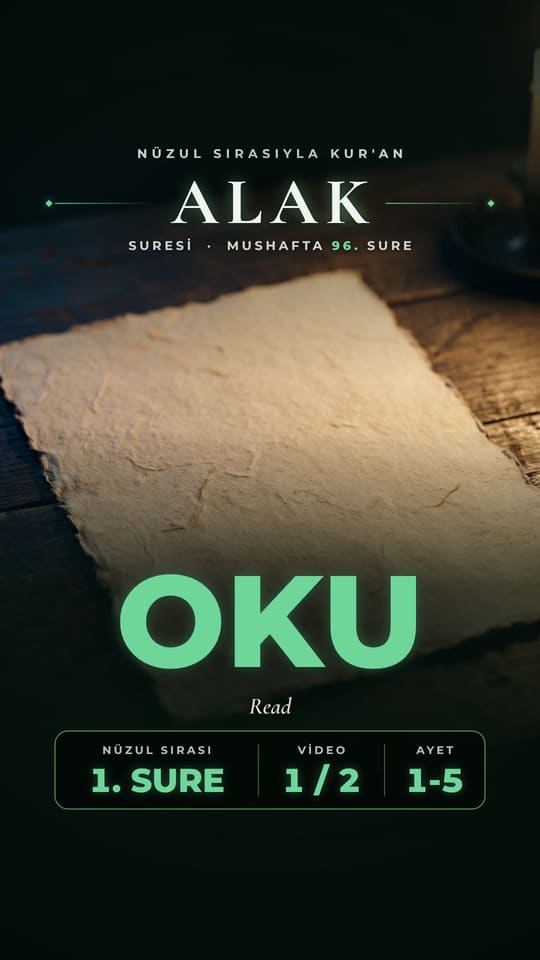 NÜZUL SIRASIYLA KUR'AN
ALAK
SURESİ · MUSHAFTA 96. SURE
OKU
Read
NÜZUL SIRASI VİDEO AYET
1. SURE 1 / 2 1-5